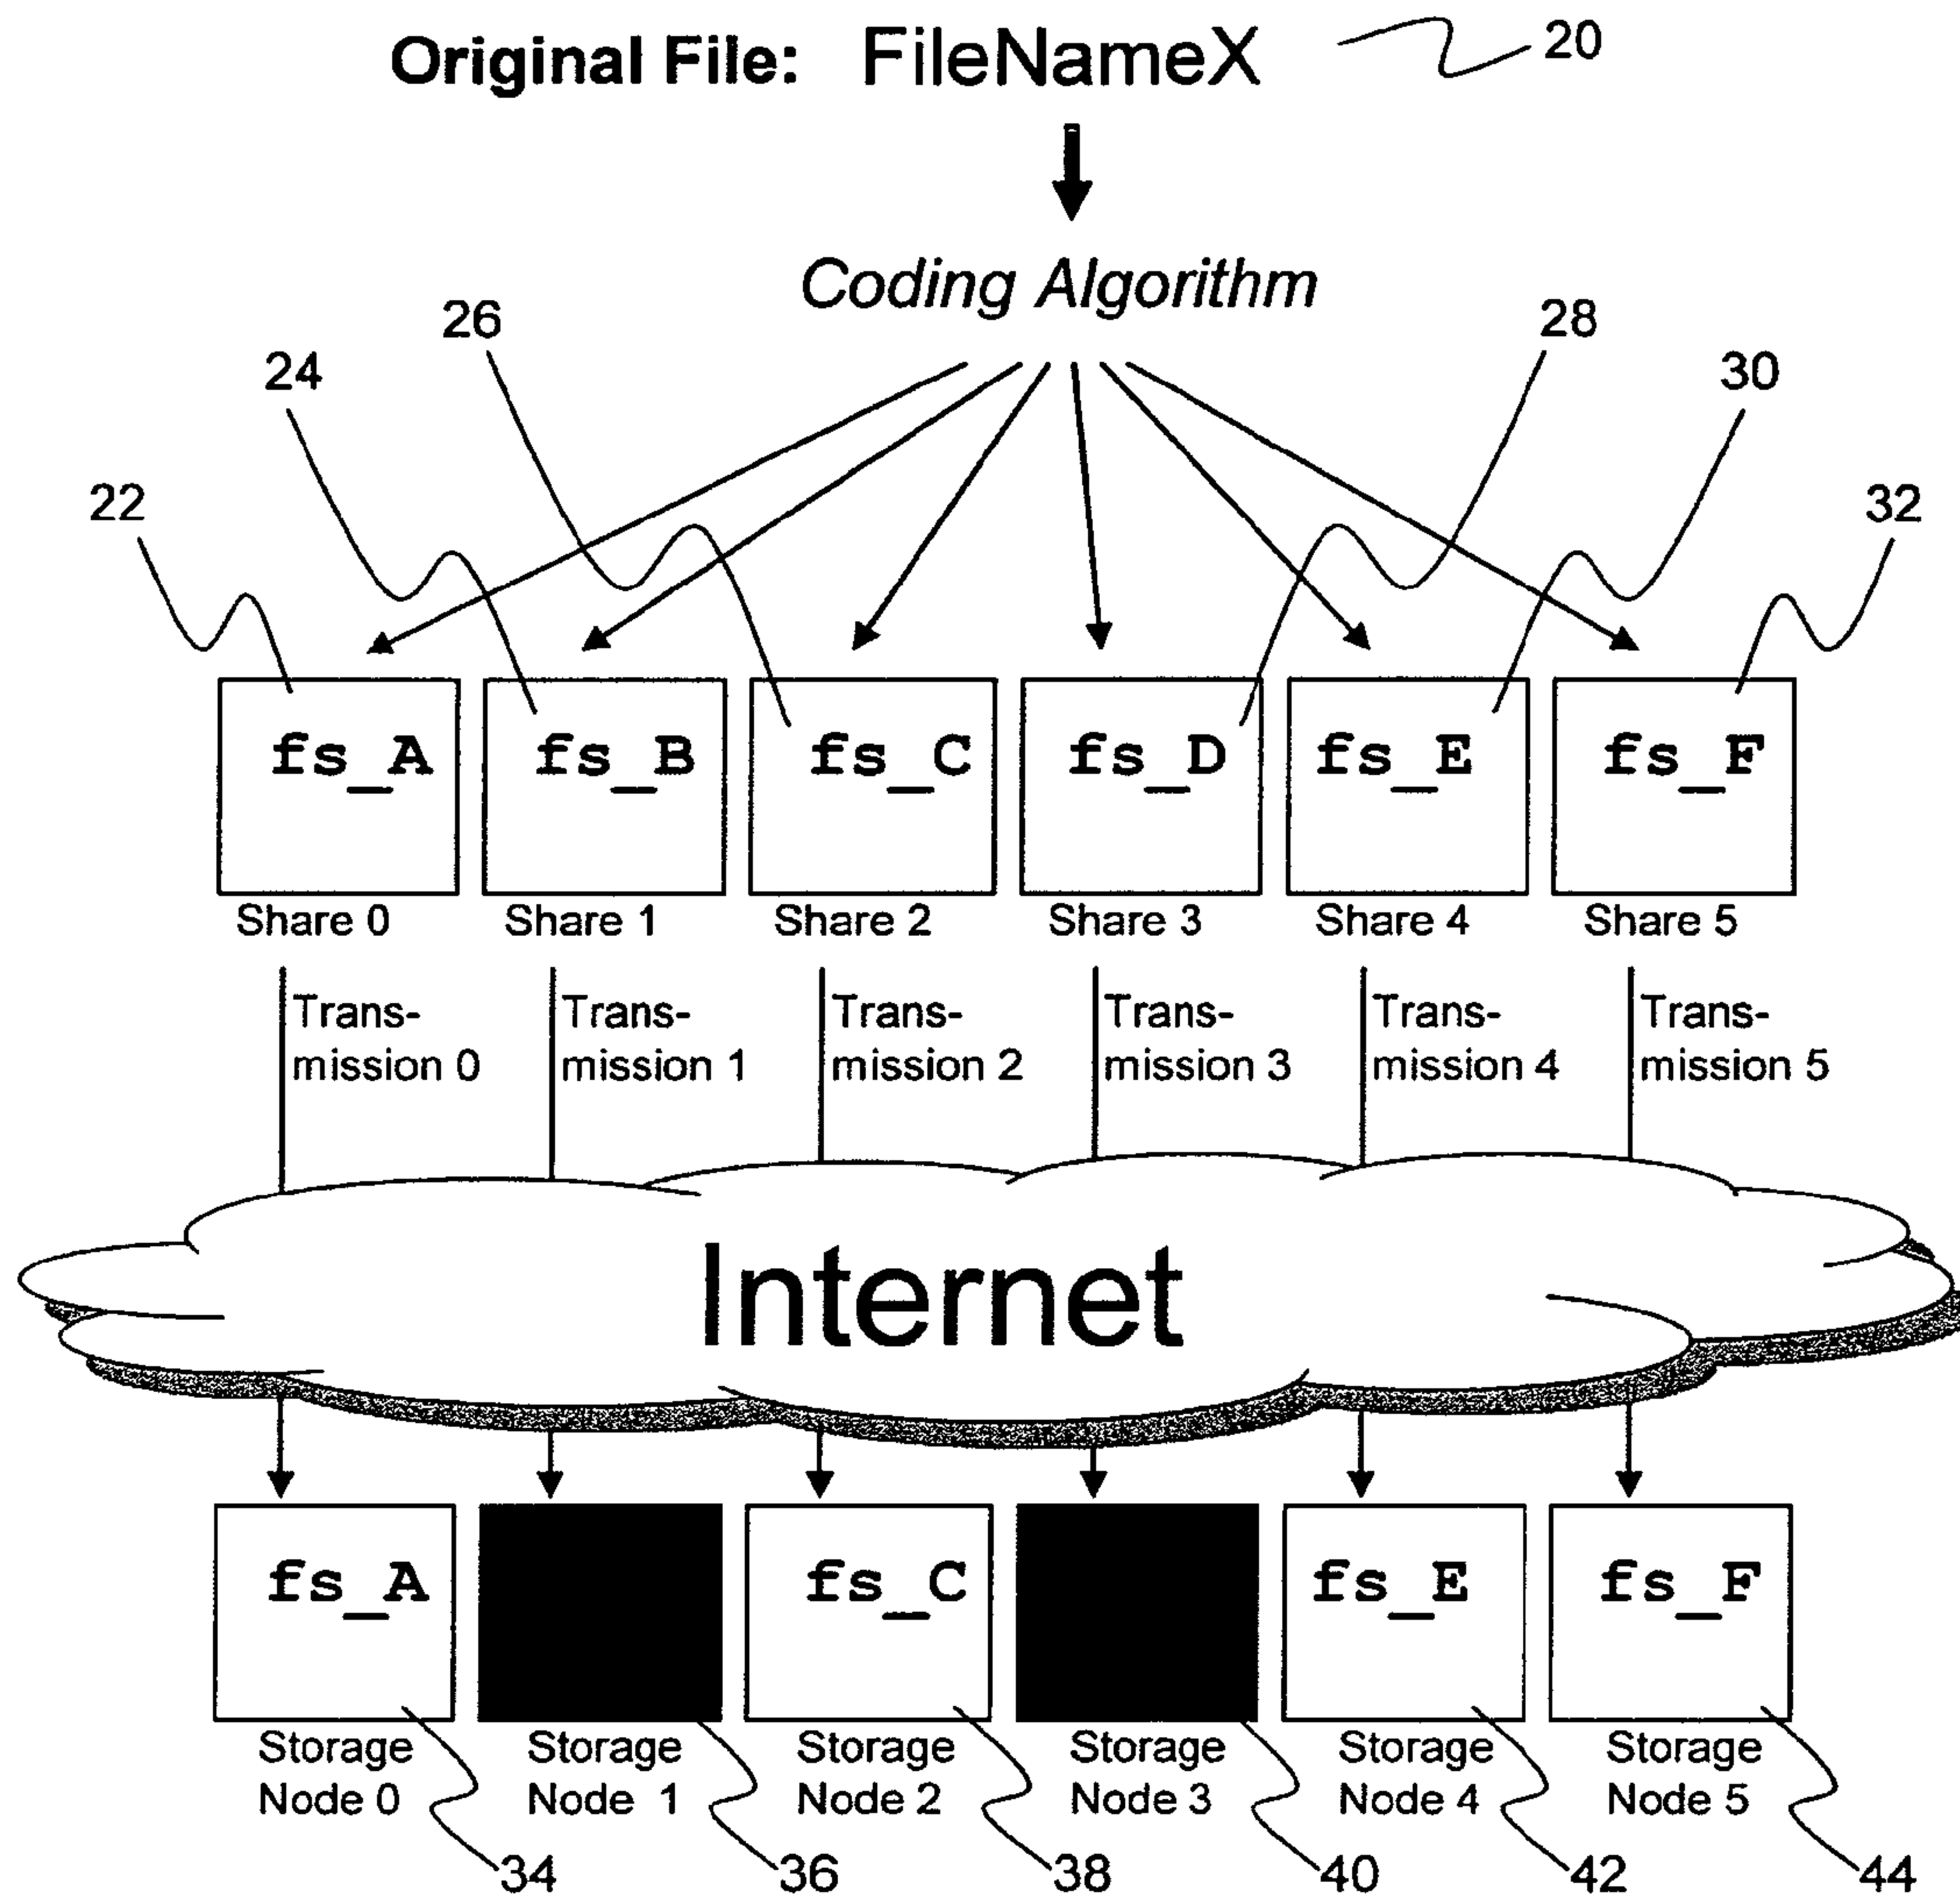 Original File: FileNameX 20
Coding Algorithm
26 28
24 30
22 32
fs_A fs_B fs_C fs_D fs_E fs_F
Share 0 Share 1 Share 2 Share 3 Share 4 Share 5
Trans- Trans- Trans- Trans- Trans- Trans-
mission 0 mission 1 mission 2 mission 3 mission 4 mission 5
Internet
fs_A fs_C fs_E fs_F
Storage Storage Storage Storage Storage Storage
Node 0 Node 1 Node 2 Node 3 Node 4 Node 5
34 36 38 40 42 44